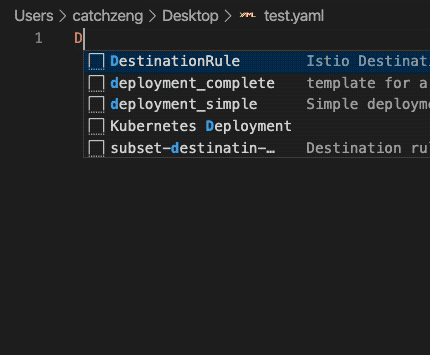 Users > catchzeng > Desktop > YAML test.yaml
1 D
DestinationRule Istio Destinati
deployment_complete template for a
deployment_simple Simple deployme
Kubernetes Deployment
subset-destinatin-… Destination ru